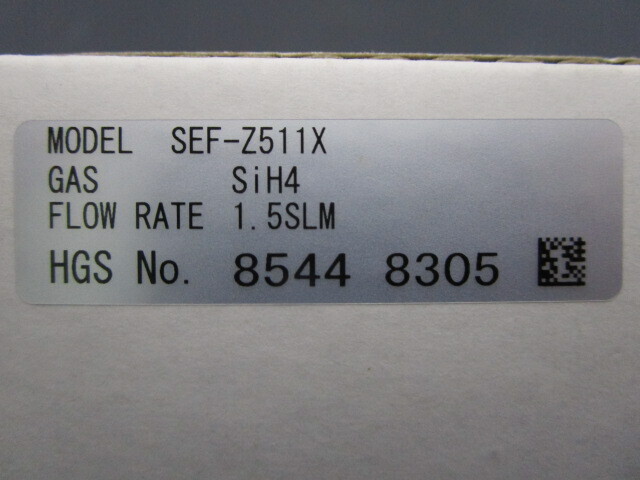 MODEL SEF-Z511X
GAS SiH4
FLOW RATE 1.5SLM
HGS No. 8544 8305